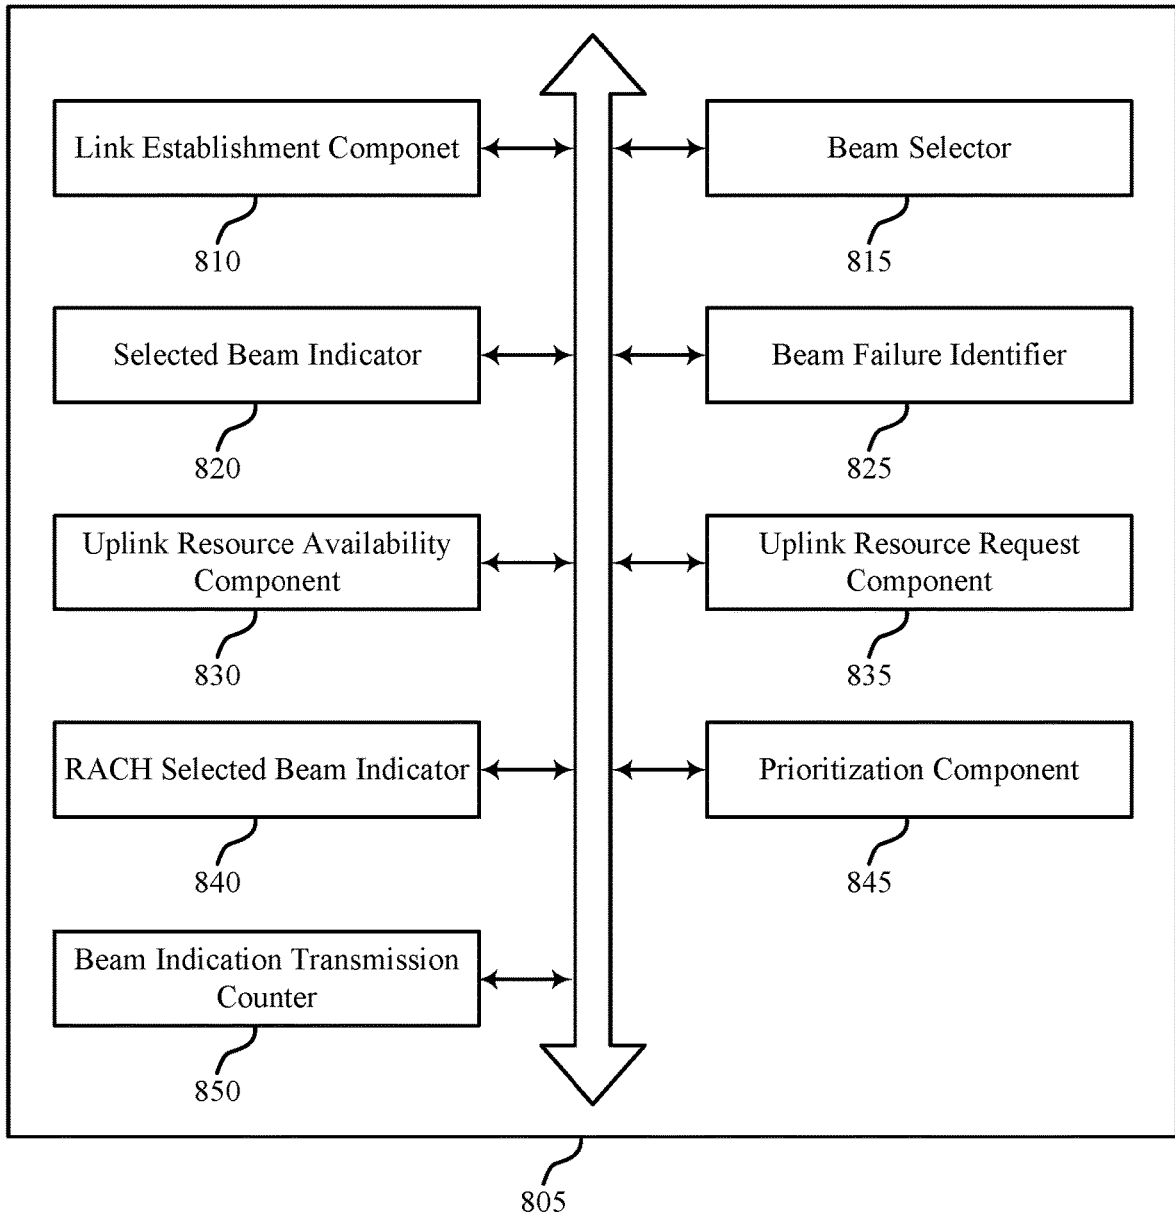 Link Establishment Componet
810
Beam Selector
815
Selected Beam Indicator
820
Beam Failure Identifier
825
Uplink Resource Availability
Component
830
Uplink Resource Request
Component
835
RACH Selected Beam Indicator
840
Prioritization Component
845
Beam Indication Transmission
Counter
850
805